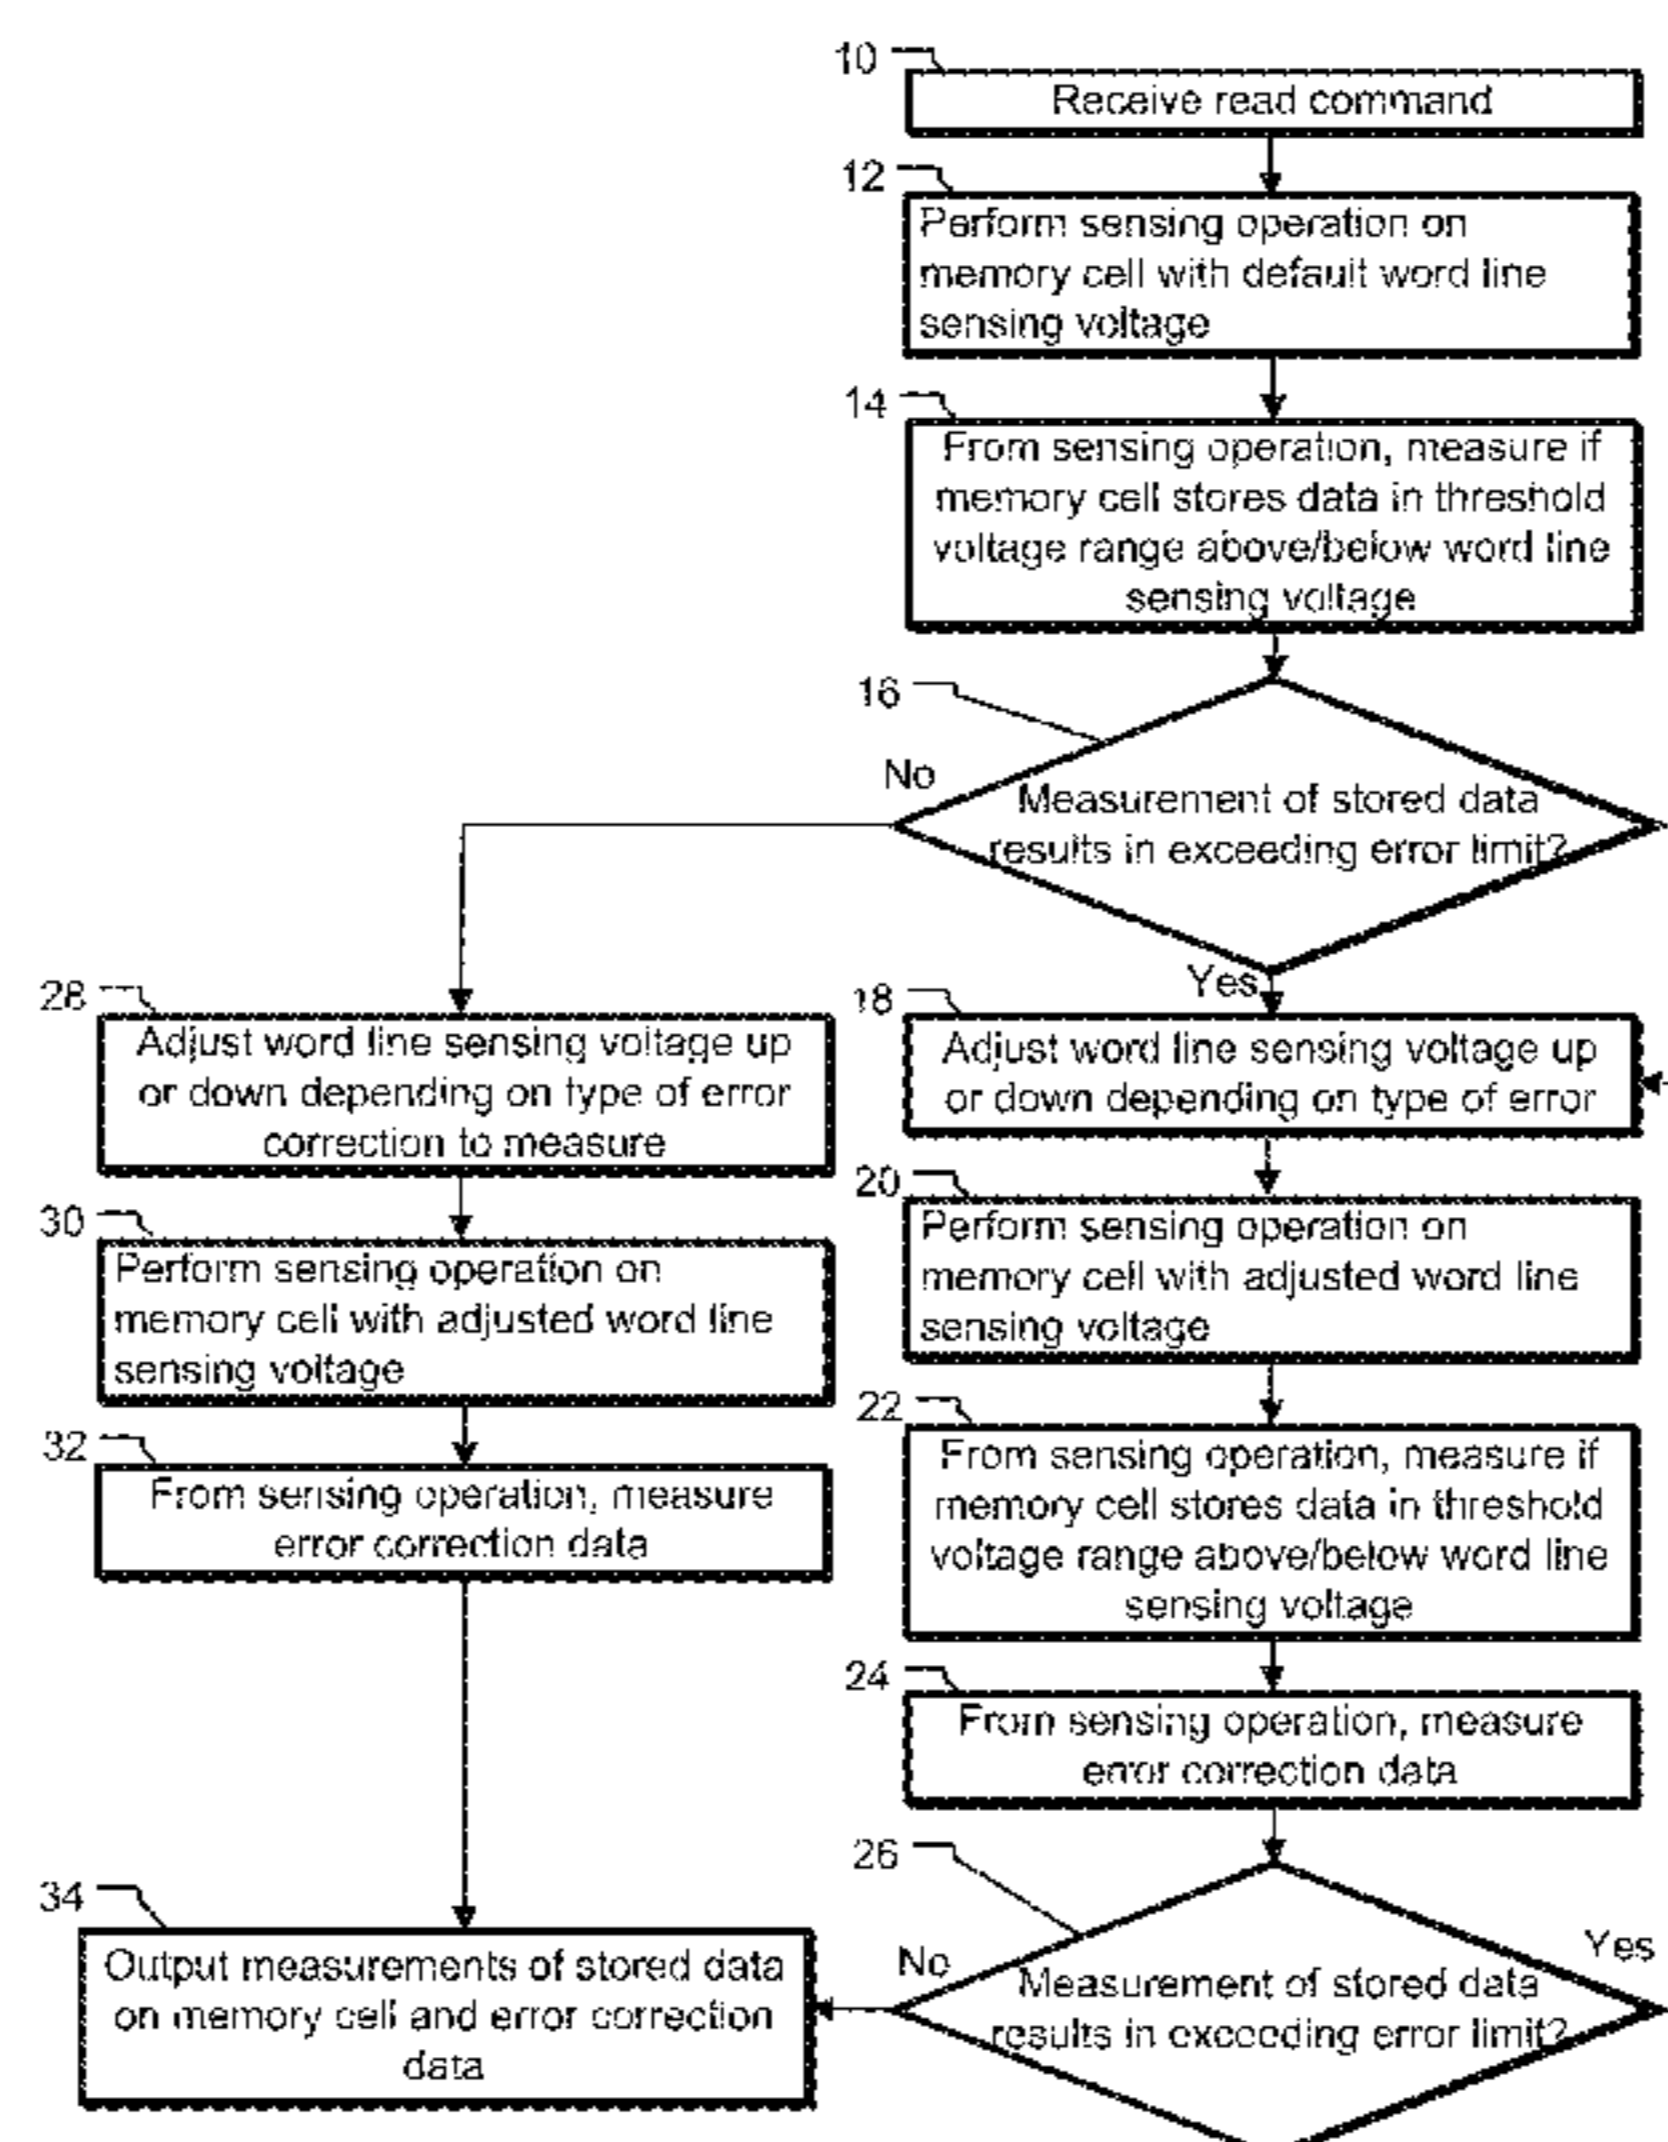 10
Receive read command
12
Perform sensing operation on
memory cell with default word line
sensing voltage
14
From sensing operation, measure if
memory cell stores data in threshold
voltage range above/below word line
sensing voltage
16
No
Measurement of stored data
results in exceeding error limit?
Yes
28
Adjust word line sensing voltage up
or down depending on type of error
correction to measure
18
Adjust word line sensing voltage up
or down depending on type of error
30
Perform sensing operation on
memory cell with adjusted word line
sensing voltage
20
Perform sensing operation on
memory cell with adjusted word line
sensing voltage
32
From sensing operation, measure
error correction data
22
From sensing operation, measure if
memory cell stores data in threshold
voltage range above/below word line
sensing voltage
24
From sensing operation, measure
error correction data
34
Output measurements of stored data
on memory cell and error correction
data
26
No
Measurement of stored data
results in exceeding error limit?
Yes